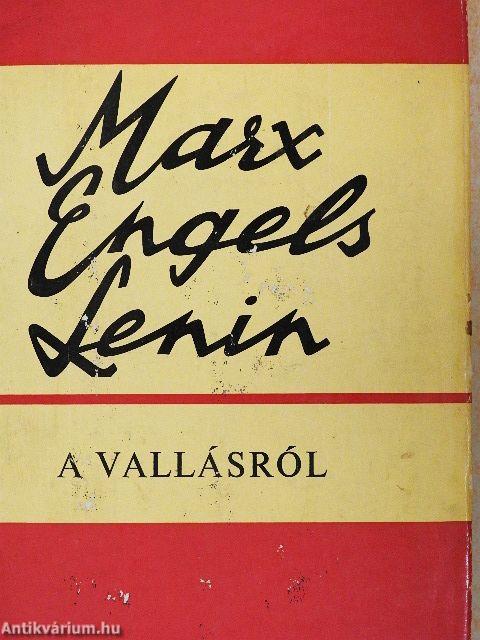 Marx
Engels
Lenin
A VALLÁSRÓL
Antikvárium.hu